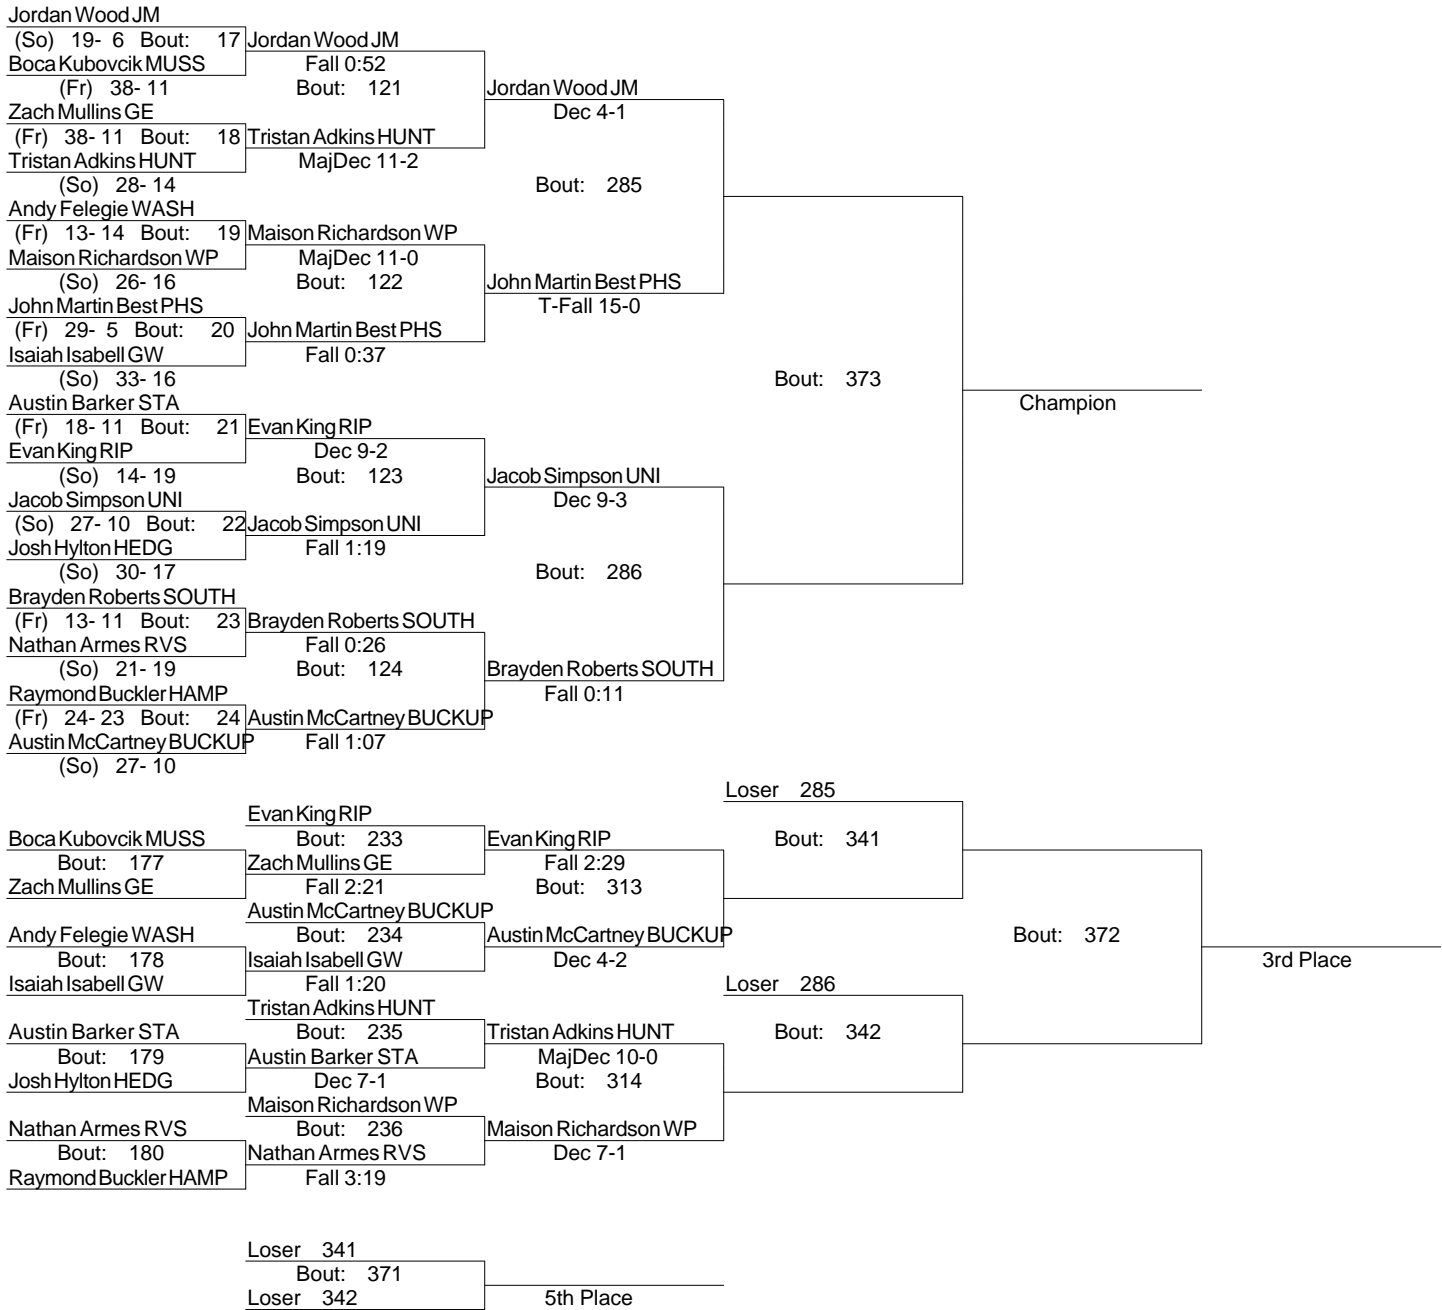 Jordan Wood JM
(So) 19- 6 Bout: 17 Jordan Wood JM
Boca Kubovcik MUSS Fall 0:52
(Fr) 38- 11 Bout: 121 Jordan Wood JM
Zach Mullins GE Dec 4-1
(Fr) 38- 11 Bout: 18 Tristan Adkins HUNT
Tristan Adkins HUNT MajDec 11-2
(So) 28- 14 Bout: 285
Andy Felegie WASH
(Fr) 13- 14 Bout: 19 Maison Richardson WP
Maison Richardson WP MajDec 11-0
(So) 26- 16 Bout: 122 John Martin Best PHS
John Martin Best PHS T-Fall 15-0
(Fr) 29- 5 Bout: 20 John Martin Best PHS
Isaiah Isabell GW Fall 0:37
(So) 33- 16 Bout: 373
Austin Barker STA Champion
(Fr) 18- 11 Bout: 21 Evan King RIP
Evan King RIP Dec 9-2
(So) 14- 19 Bout: 123 Jacob Simpson UNI
Jacob Simpson UNI Dec 9-3
(So) 27- 10 Bout: 22 Jacob Simpson UNI
Josh Hylton HEDG Fall 1:19
(So) 30- 17 Bout: 286
Brayden Roberts SOUTH
(Fr) 13- 11 Bout: 23 Brayden Roberts SOUTH
Nathan Armes RVS Fall 0:26
(So) 21- 19 Bout: 124 Brayden Roberts SOUTH
Raymond Buckler HAMP Fall 0:11
(Fr) 24- 23 Bout: 24 Austin McCartney BUCKUP
Austin McCartney BUCKUP Fall 1:07
(So) 27- 10
Loser 285
Evan King RIP
Boca Kubovcik MUSS Bout: 233 Evan King RIP Bout: 341
Bout: 177 Zach Mullins GE Fall 2:29
Zach Mullins GE Fall 2:21 Bout: 313
Austin McCartney BUCKUP
Andy Felegie WASH Bout: 234 Austin McCartney BUCKUP Bout: 372
Bout: 178 Isaiah Isabell GW Dec 4-2 3rd Place
Isaiah Isabell GW Fall 1:20 Loser 286
Tristan Adkins HUNT
Austin Barker STA Bout: 235 Tristan Adkins HUNT Bout: 342
Bout: 179 Austin Barker STA MajDec 10-0
Josh Hylton HEDG Dec 7-1 Bout: 314
Maison Richardson WP
Nathan Armes RVS Bout: 236 Maison Richardson WP
Bout: 180 Nathan Armes RVS Dec 7-1
Raymond Buckler HAMP Fall 3:19
Loser 341
Bout: 371
Loser 342 5th Place